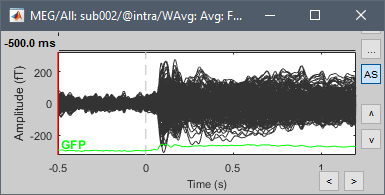 MEG/All: sub002/@intra/WAvg: Avg: F...
-500.0 ms
...
AS
Amplitude (fT)
200
0
-200
GFP
-0.5 0 0.5 1
Time (s)
< >